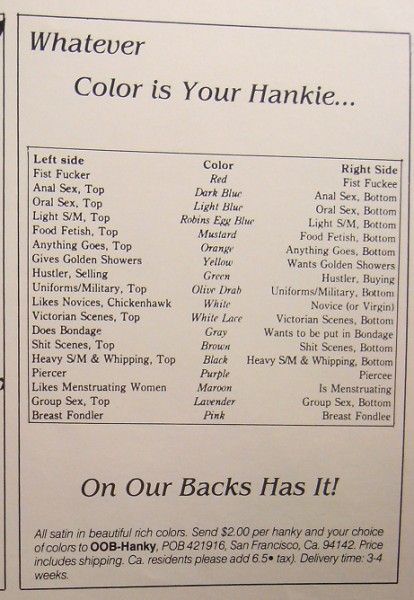 Whatever
Color is Your Hankie...
Left side Color Right Side
Fist Fucker Red Fist Fuckee
Anal Sex, Top Dark Blue Anal Sex, Bottom
Oral Sex, Top Light Blue Oral Sex, Bottom
Light S/M, Top Robins Egg Blue Light S/M, Bottom
Food Fetish, Top Mustard Food Fetish, Bottom
Anything Goes, Top Orange Anything Goes, Bottom
Gives Golden Showers Yellow Wants Golden Showers
Hustler, Selling Green Hustler, Buying
Uniforms/Military, Top Olive Drab Uniforms/Military, Bottom
Likes Novices, Chickenhawk White Novice (or Virgin)
Victorian Scenes, Top White Lace Victorian Scenes, Bottom
Does Bondage Gray Wants to be put in Bondage
Shit Scenes, Top Brown Shit Scenes, Bottom
Heavy S/M & Whipping, Top Black Heavy S/M & Whipping, Bottom
Piercer Purple Piercee
Likes Menstruating Women Maroon Is Menstruating
Group Sex, Top Lavender Group Sex, Bottom
Breast Fondler Pink Breast Fondlee
On Our Backs Has It!
All satin in beautiful rich colors. Send $2.00 per hanky and your choice
of colors to OOB-Hanky, POB 421916, San Francisco, Ca. 94142. Price
includes shipping. Ca. residents please add 6.5• tax). Delivery time: 3-4
weeks.